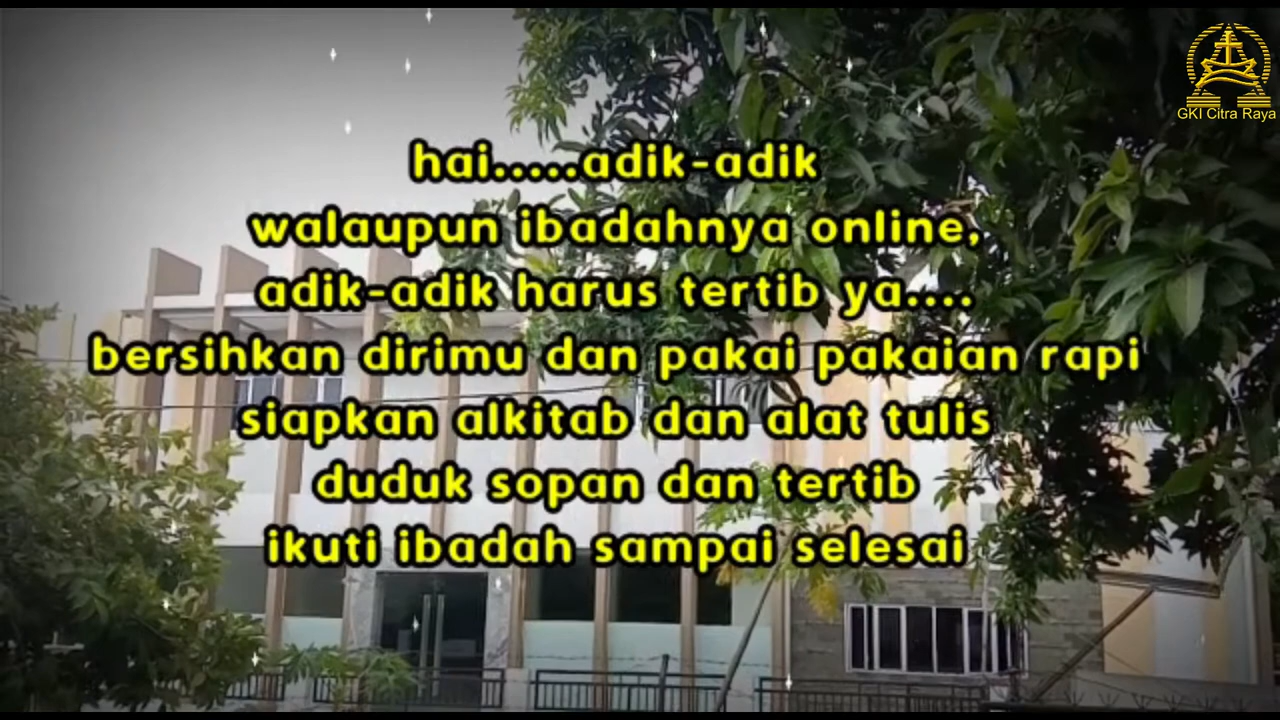 GKI Citra Raya
hai.....adik-adik
walaupun ibadahnya online,
adik-adik harus tertib ya....
bersihkan dirimu dan pakai pakaian rapi
siapkan alkitab dan alat tulis
duduk sopan dan tertib
ikuti ibadah sampai selesai